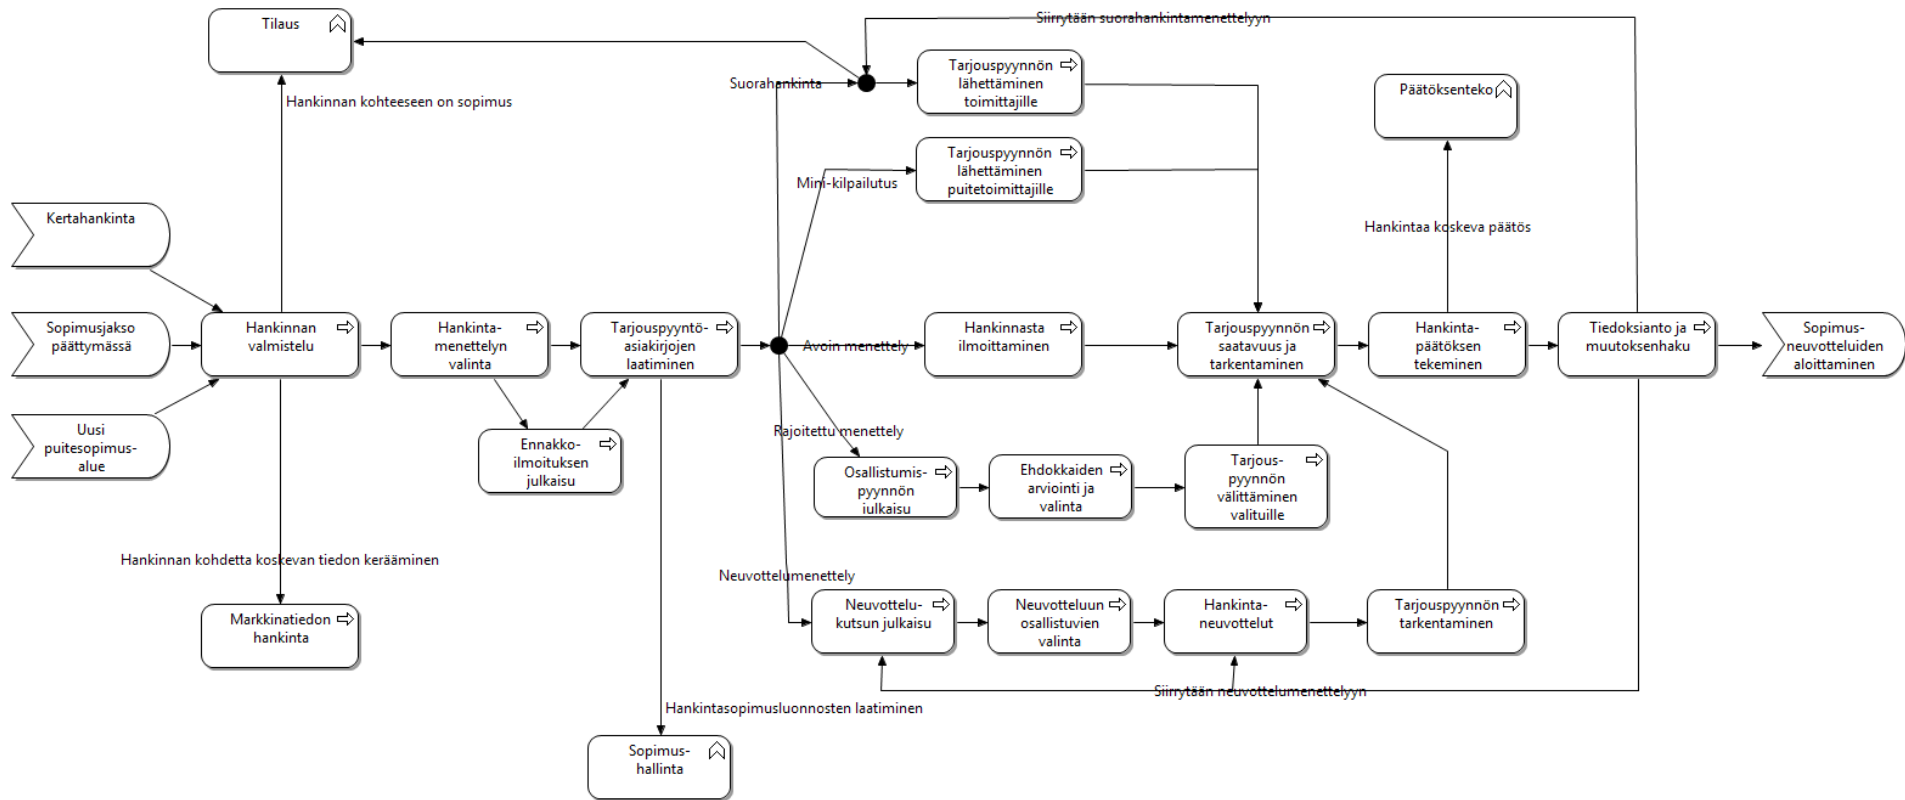 Tilaus
Siirrytään suorahankintamenettelyyn
Suorahankinta
Tarjouspyynnön
lähettäminen
toimittajille
Päätöksenteko
Hankinnan kohteeseen on sopimus
Mini-kilpailutus
Tarjouspyynnön
lähettäminen
puitetoimittajille
Kertahankinta
Hankintaa koskeva päätös
Sopimusjakso
päättymässä
Hankinnan
valmistelu
Hankinta-
menettelyn
valinta
Tarjouspyyntö-
asiakirjojen
laatiminen
Avoin menettely
Hankinnasta
ilmoittaminen
Tarjouspyynnön
saatavuus ja
tarkentaminen
Hankinta-
päätöksen
tekeminen
Tiedoksianto ja
muutoksenhaku
Sopimus-
neuvotteluiden
aloittaminen
Uusi
puitesopimus-
alue
Ennakko-
ilmoituksen
julkaisu
Rajoitettu menettely
Osallistumis-
pyynnön
julkaisu
Ehdokkaiden
arviointi ja
valinta
Tarjous-
pyynnön
välittäminen
valituille
Hankinnan kohdetta koskevan tiedon kerääminen
Neuvottelumenettely
Markkinatiedon
hankinta
Neuvottelu-
kutsun julkaisu
Neuvotteluun
osallistuvien
valinta
Hankinta-
neuvottelut
Tarjouspyynnön
tarkentaminen
Siirrytään neuvottelumenettelyyn
Hankintasopimusluonnosten laatiminen
Sopimus-
hallinta